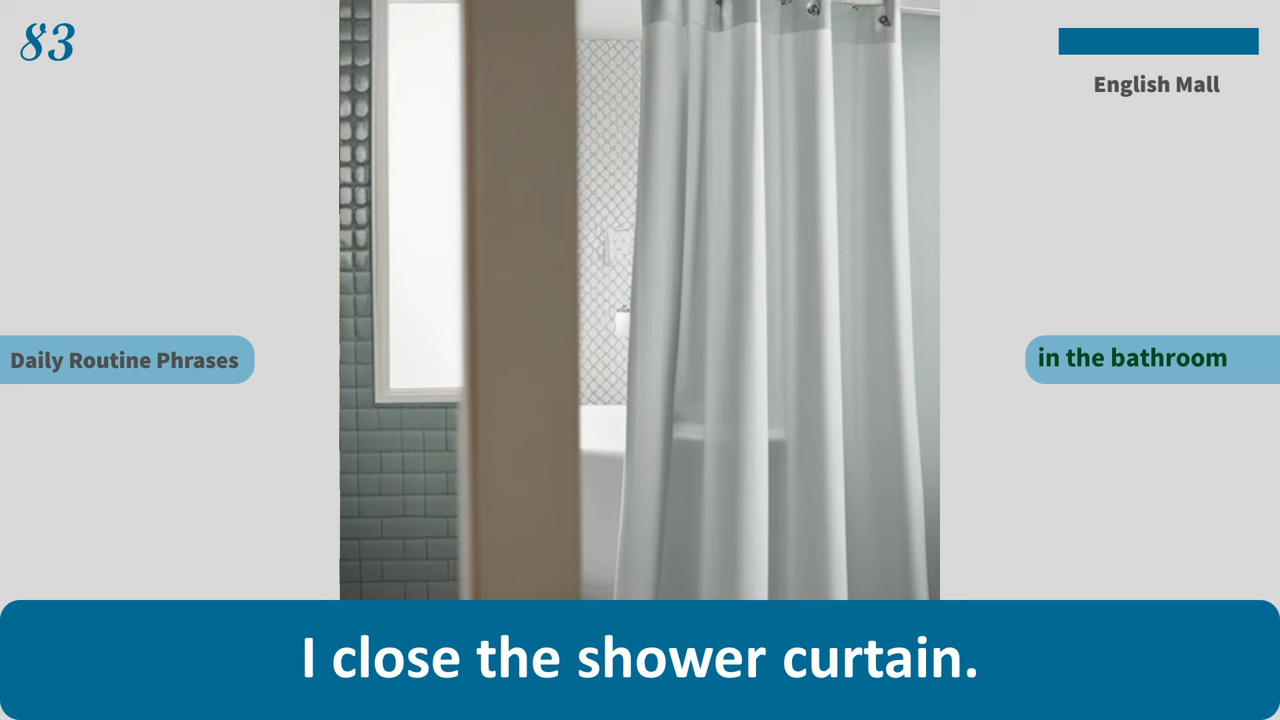 83
English Mall
Daily Routine Phrases
in the bathroom
I close the shower curtain.